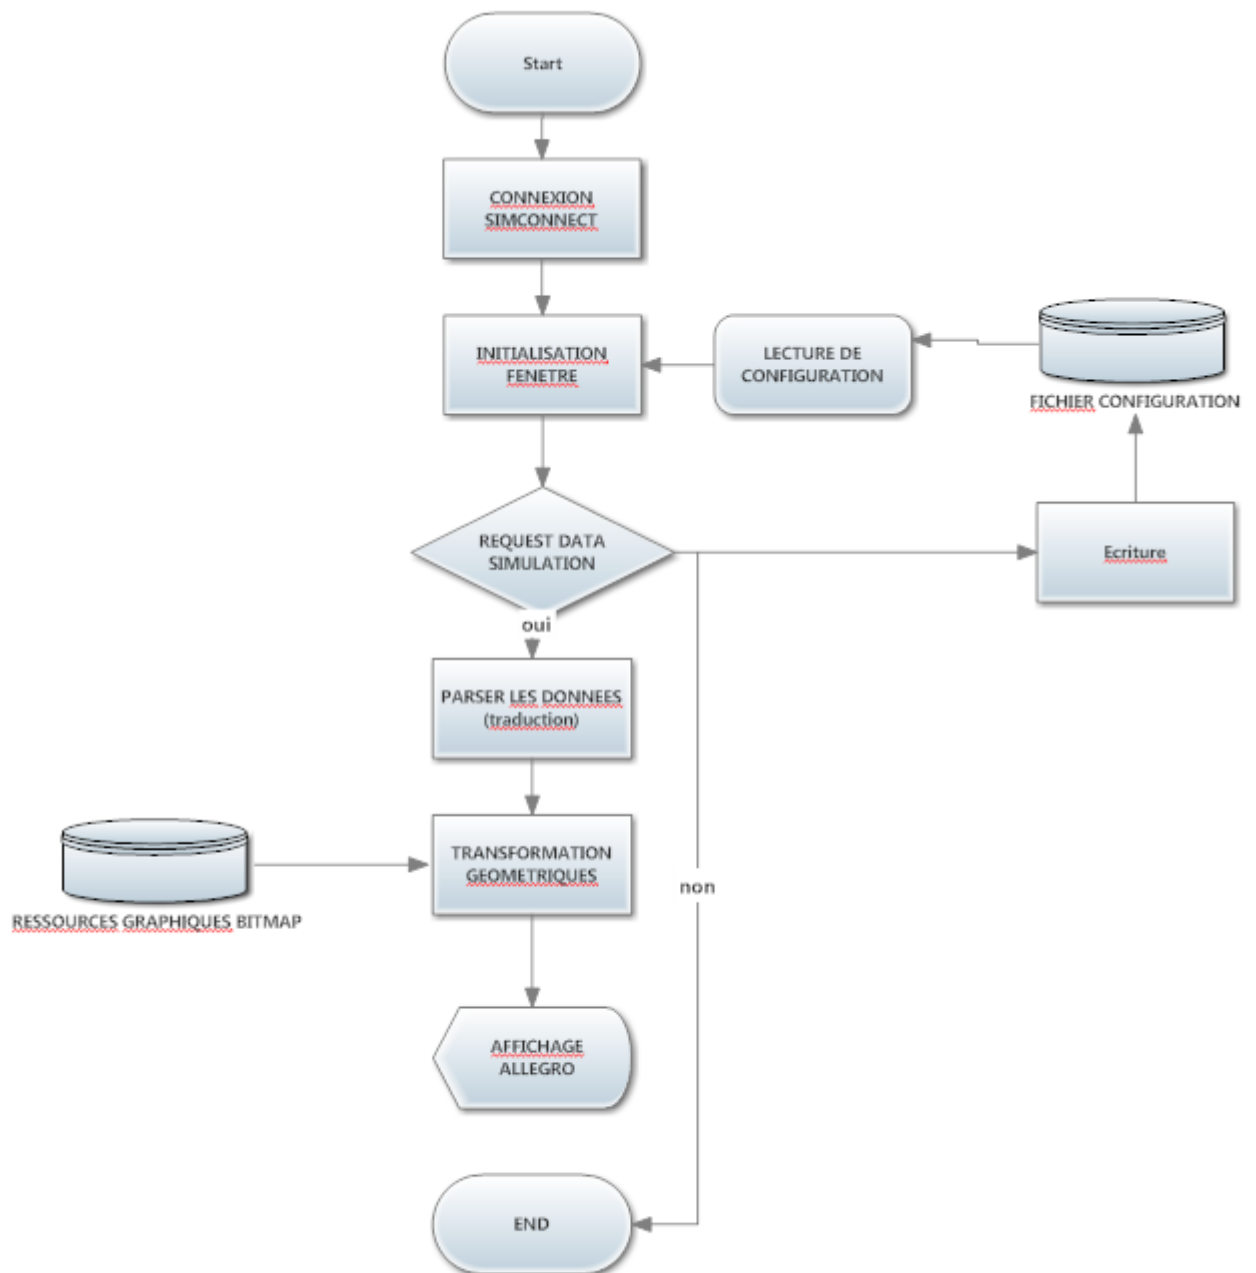 Start
CONNEXION
SIMCONNECT
INITIALISATION
FENETRE
LECTURE DE
CONFIGURATION
FICHIER CONFIGURATION
REQUEST DATA
SIMULATION
Ecriture
oui
PARSER LES DONNEES
(traduction)
TRANSFORMATION
GEOMETRIQUES
RESSOURCES GRAPHIQUES BITMAP
non
AFFICHAGE
ALLEGRO
END